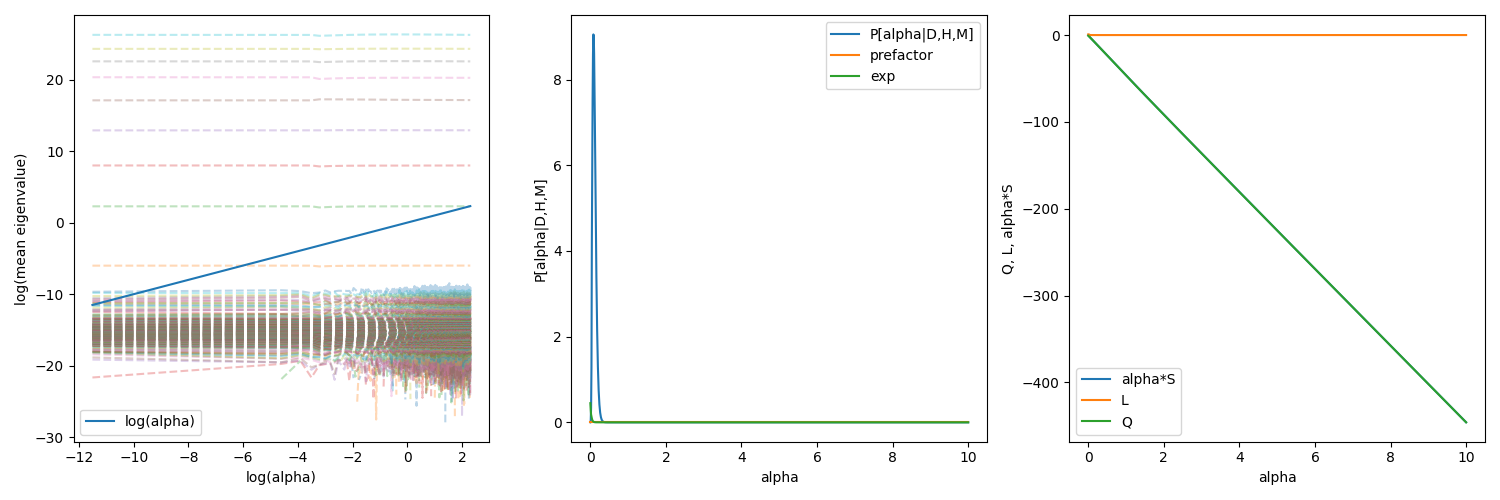 log(mean eigenvalue)
20
10
0
−10
−20
−30
log(alpha)
−12 −10 −8 −6 −4 −2 0 2
log(alpha)
P[alpha|D,H,M]
8
6
4
2
0
P[alpha|D,H,M]
prefactor
exp
0 2 4 6 8 10
alpha
Q, L, alpha*S
0
−100
−200
−300
−400
alpha*S
L
Q
0 2 4 6 8 10
alpha